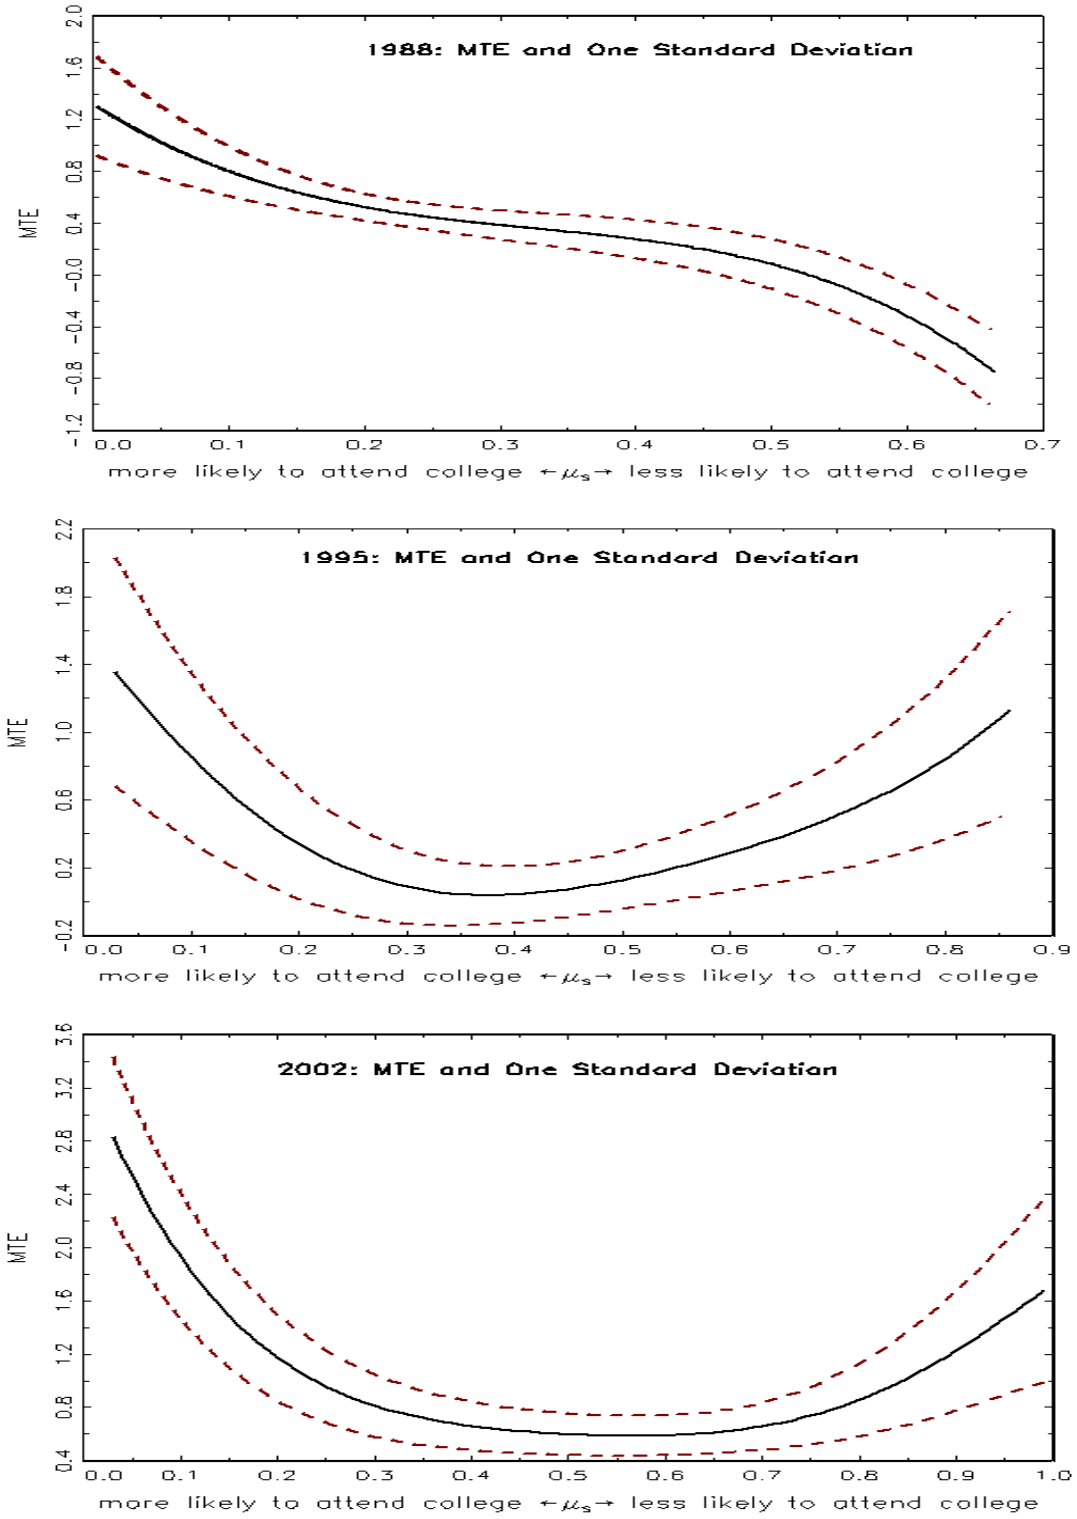 1988: MTE and One Standard Deviation
MTE
2.0
1.6
1.2
0.8
0.4
-0.0
-0.4
-0.8
-1.2
0.0 0.1 0.2 0.3 0.4 0.5 0.6 0.7
more likely to attend college ←μs→ less likely to attend college
1995: MTE and One Standard Deviation
MTE
2.2
1.8
1.4
1.0
0.6
0.2
-0.2
0.0 0.1 0.2 0.3 0.4 0.5 0.6 0.7 0.8 0.9
more likely to attend college ←μs→ less likely to attend college
2002: MTE and One Standard Deviation
MTE
3.6
3.2
2.8
2.4
2.0
1.6
1.2
0.8
0.4
0.0 0.1 0.2 0.3 0.4 0.5 0.6 0.7 0.8 0.9 1.0
more likely to attend college ←μs→ less likely to attend college